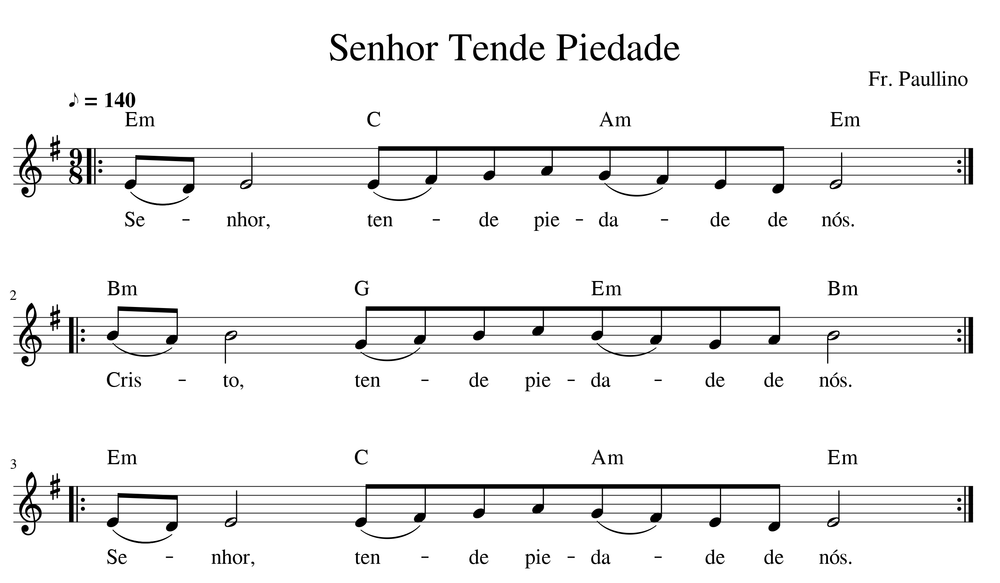 Senhor Tende Piedade
Fr. Paullino
♪ = 140
Em C Am Em
9
8
Se - nhor, ten - de pie - da - de de nós.
2
Bm G Em Bm
Cris - to, ten - de pie - da - de de nós.
3
Em C Am Em
Se - nhor, ten - de pie - da - de de nós.